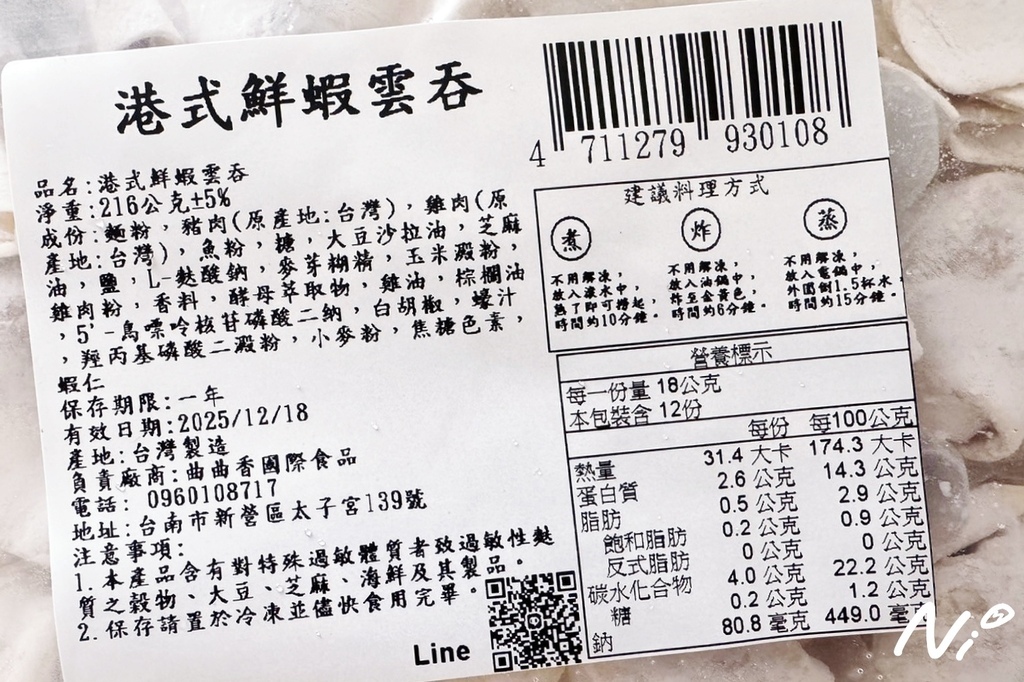 港式鮮蝦雲吞
4 711279 930108
品名:港式鮮蝦雲吞
淨重:216公克±5%
成份:麵粉，豬肉(原產地:台灣)，雞肉(原
產地:台灣)，魚粉，糖，大豆沙拉油，芝麻
油，鹽，L-麩酸鈉，麥芽糊精，玉米澱粉，
雞肉粉，香料，酵母萃取物，雞油，棕櫚油
，5'-鳥嘌呤核苷磷酸二納，白胡椒，蠔汁
，羥丙基磷酸二澱粉，小麥粉，焦糖色素，
蝦仁
保存期限:一年
有效日期:2025/12/18
產地:台灣製造
負責廠商:曲曲香國際食品
電話: 0960108717
地址:台南市新營區太子宮139號
注意事項:
1.本產品含有對特殊過敏體質者致過敏性麩
質之穀物、大豆、芝麻、海鮮及其製品。
2.保存請置於冷凍並儘快食用完畢。
Line
建議料理方式
煮
不用解凍，
放入滾水中，
熟了即可撈起，
時間約10分鐘。
炸
不用解凍，
放入油鍋中，
炸至金黃色，
時間約6分鐘。
蒸
不用解凍，
放入電鍋中，
外圍倒1.5杯水，
時間約15分鐘。
營養標示
每一份量 18公克
本包裝含 12份
每份 每100公克
熱量 31.4 大卡 174.3 大卡
蛋白質 2.6 公克 14.3 公克
脂肪 0.5 公克 2.9 公克
飽和脂肪 0.2 公克 0.9 公克
反式脂肪 0 公克 0 公克
碳水化合物 4.0 公克 22.2 公克
糖 0.2 公克 1.2 公克
鈉 80.8 毫克 449.0 毫克
Ni